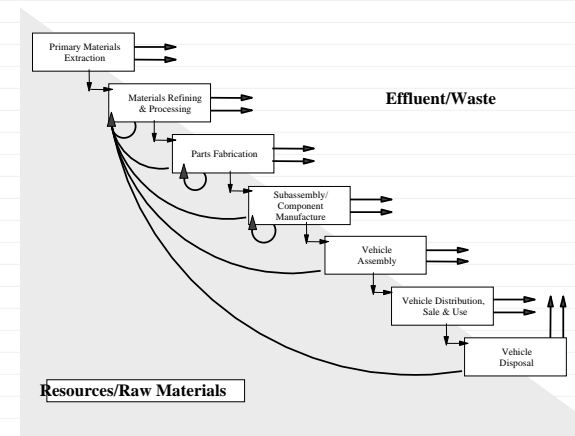 Primary Materials
Extraction
Materials Refining
& Processing
Effluent/Waste
Parts Fabrication
Subassembly/
Component
Manufacture
Vehicle
Assembly
Vehicle Distribution,
Sale & Use
Vehicle
Disposal
Resources/Raw Materials